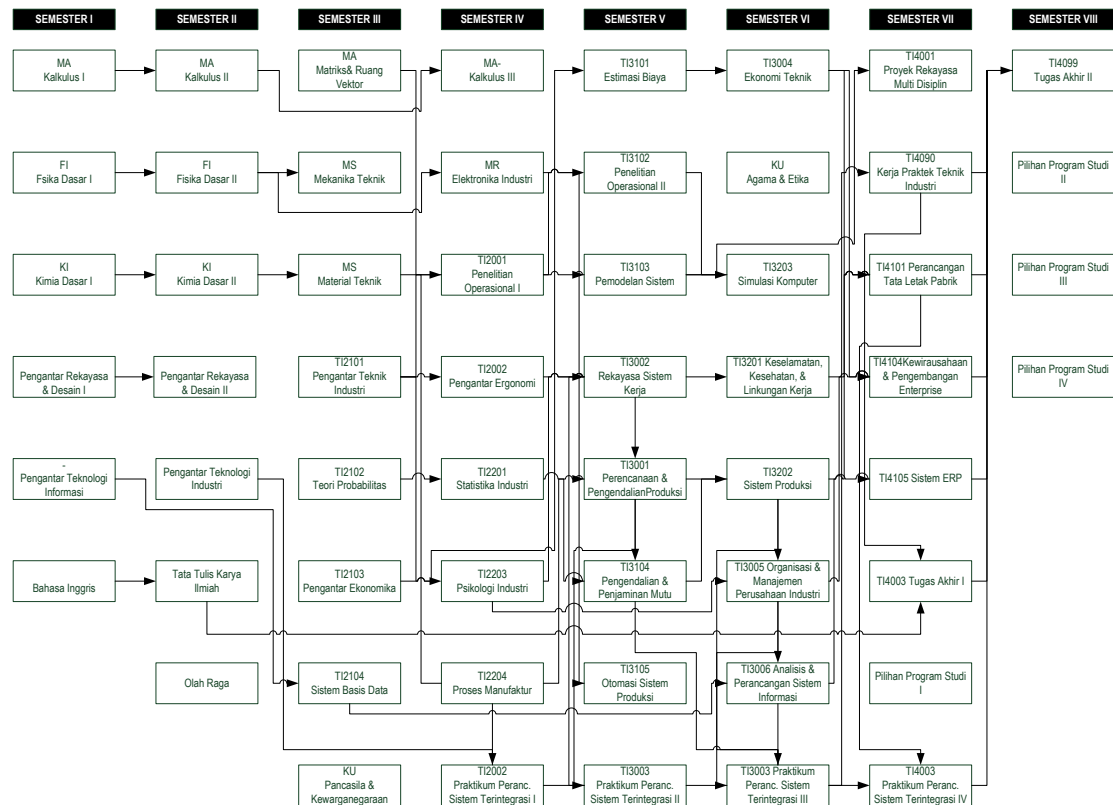 SEMESTER I
SEMESTER II
SEMESTER III
SEMESTER IV
SEMESTER V
SEMESTER VI
SEMESTER VII
SEMESTER VIII
MA
Kalkulus I
MA
Kalkulus II
MA
Matriks& Ruang
Vektor
MA-
Kalkulus III
TI3101
Estimasi Biaya
TI3004
Ekonomi Teknik
TI4001
Proyek Rekayasa
Multi Disiplin
TI4099
Tugas Akhir II
FI
Fsika Dasar I
FI
Fisika Dasar II
MS
Mekanika Teknik
MR
Elektronika Industri
TI3102
Penelitian
Operasional II
KU
Agama & Etika
TI4090
Kerja Praktek Teknik
Industri
Pilihan Program Studi
II
KI
Kimia Dasar I
KI
Kimia Dasar II
MS
Material Teknik
TI2001
Penelitian
Operasional I
TI3103
Pemodelan Sistem
TI3203
Simulasi Komputer
TI4101 Perancangan
Tata Letak Pabrik
Pilihan Program Studi
III
Pengantar Rekayasa
& Desain I
Pengantar Rekayasa
& Desain II
TI2101
Pengantar Teknik
Industri
TI2002
Pengantar Ergonomi
TI3002
Rekayasa Sistem
Kerja
TI3201 Keselamatan,
Kesehatan, &
Linkungan Kerja
TI4104Kewirausahaan
& Pengembangan
Enterprise
Pilihan Program Studi
IV
-
Pengantar Teknologi
Informasi
Pengantar Teknologi
Industri
TI2102
Teori Probabilitas
TI2201
Statistika Industri
TI3001
Perencanaan &
PengendalianProduksi
TI3202
Sistem Produksi
TI4105 Sistem ERP
Bahasa Inggris
Tata Tulis Karya
Ilmiah
TI2103
Pengantar Ekonomika
TI2203
Psikologi Industri
TI3104
Pengendalian &
Penjaminan Mutu
TI3005 Organisasi &
Manajemen
Perusahaan Industri
TI4003 Tugas Akhir I
Olah Raga
TI2104
Sistem Basis Data
TI2204
Proses Manufaktur
TI3105
Otomasi Sistem
Produksi
TI3006 Analisis &
Perancangan Sistem
Informasi
Pilihan Program Studi
I
KU
Pancasila &
Kewarganegaraan
TI2002
Praktikum Peranc.
Sistem Terintegrasi I
TI3003
Praktikum Peranc.
Sistem Terintegrasi II
TI3003 Praktikum
Peranc. Sistem
Terintegrasi III
TI4003
Praktikum Peranc.
Sistem Terintegrasi IV